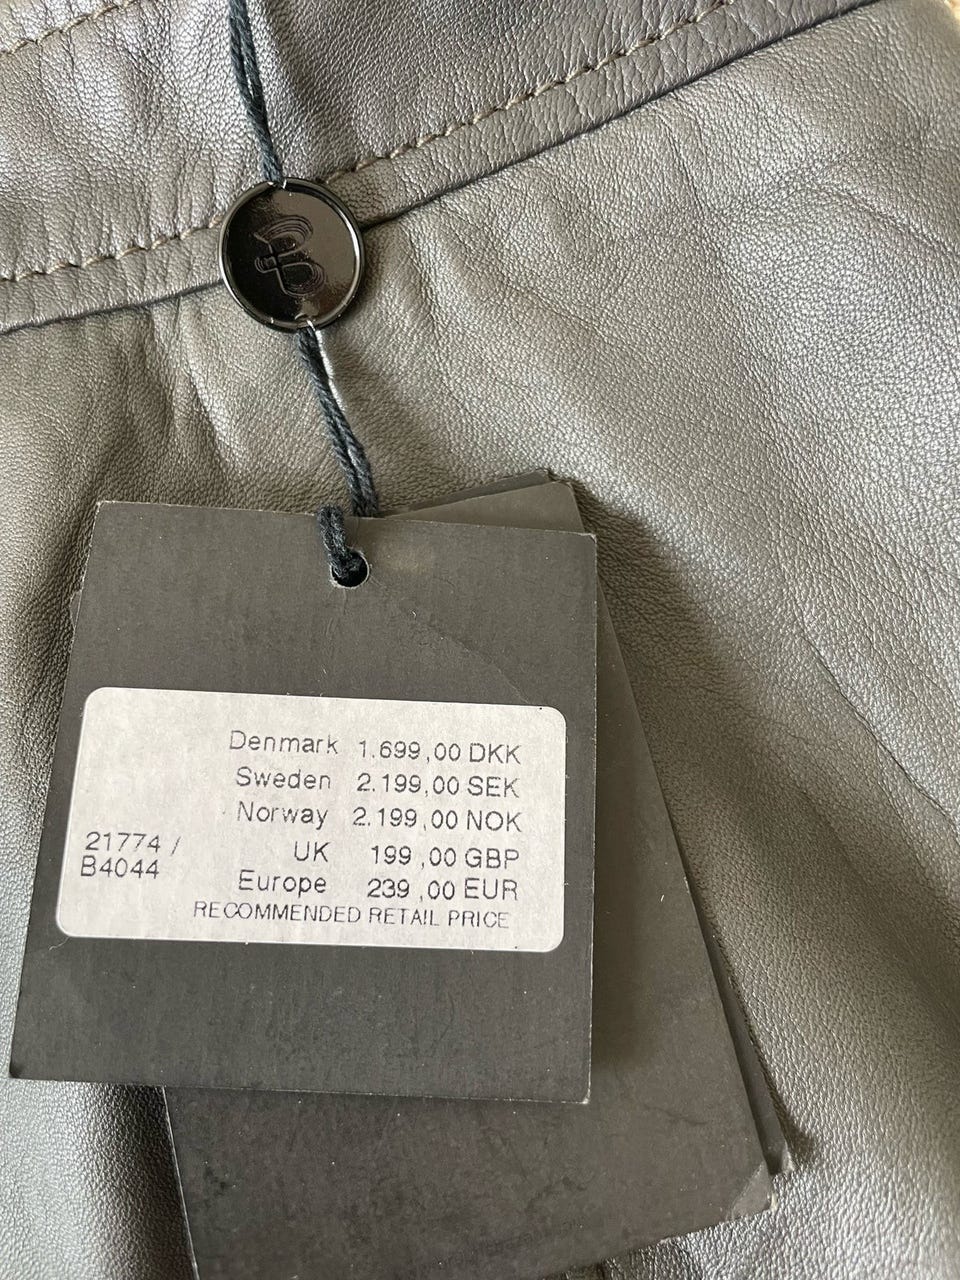 Denmark 1.699,00 DKK
Sweden 2.199,00 SEK
Norway 2.199,00 NOK
21774 / B4044
UK 199,00 GBP
Europe 239,00 EUR
RECOMMENDED RETAIL PRICE